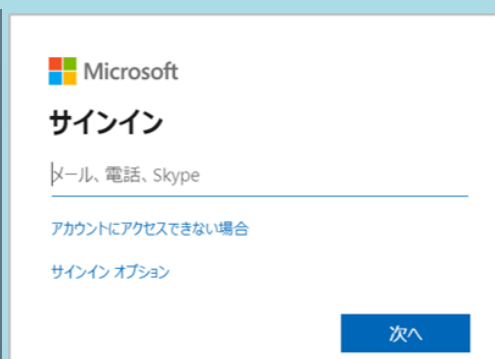 Microsoft
サインイン
メール、電話、Skype
アカウントにアクセスできない場合
サインイン オプション
次へ